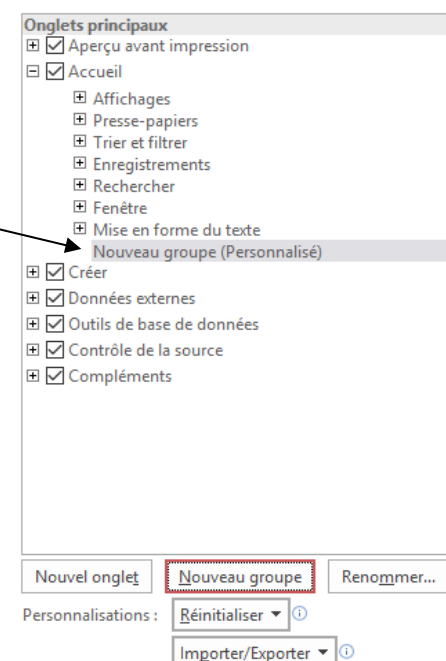 Onglets principaux
Aperçu avant impression
Accueil
Affichages
Presse-papiers
Trier et filtrer
Enregistrements
Rechercher
Fenêtre
Mise en forme du texte
Nouveau groupe (Personnalisé)
Créer
Données externes
Outils de base de données
Contrôle de la source
Compléments
Nouvel onglet Nouveau groupe Renommer...
Personnalisations : Réinitialiser
Importer/Exporter